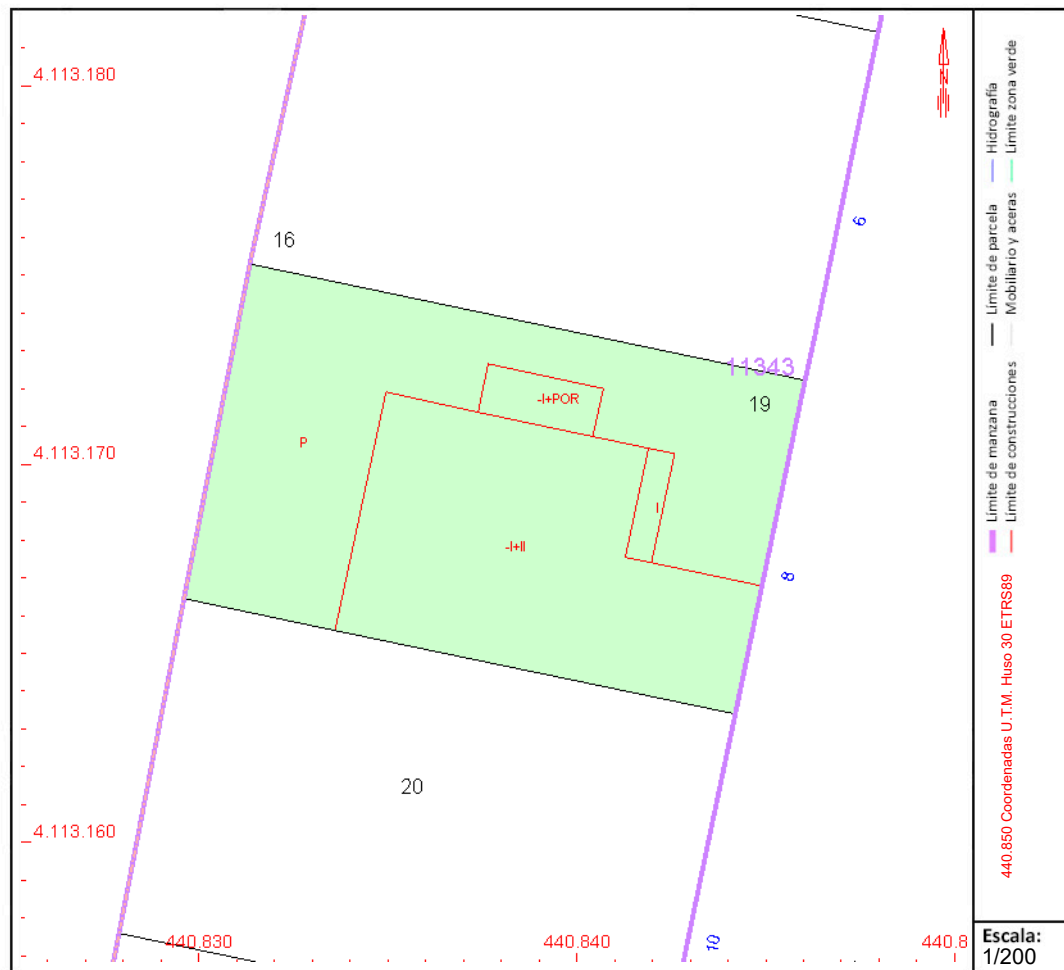 4.113.180
N
16
6
11343
19
-I+POR
P
4.113.170
I
-I+II
8
20
4.113.160
440.830
440.840
440.8
10
Límite de manzana
Límite de parcela
Hidrografía
Límite de construcciones
Mobiliario y aceras
Límite zona verde
440.850 Coordenadas U.T.M. Huso 30 ETRS89
Escala:
1/200